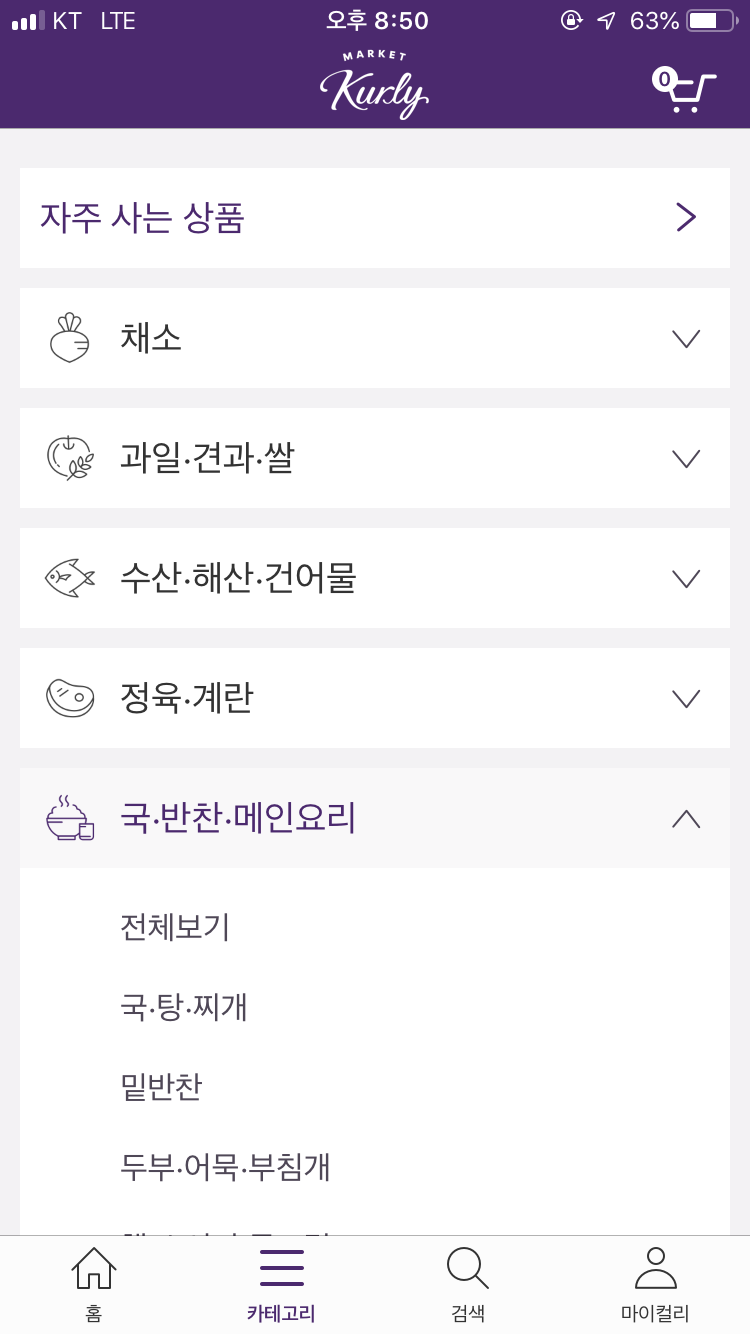 KT LTE 오후 8:50 63%
MARKET
Kurly
0
자주 사는 상품
채소
과일·견과·쌀
수산·해산·건어물
정육·계란
국·반찬·메인요리
전체보기
국·탕·찌개
밑반찬
두부·어묵·부침개
홈 카테고리 검색 마이컬리